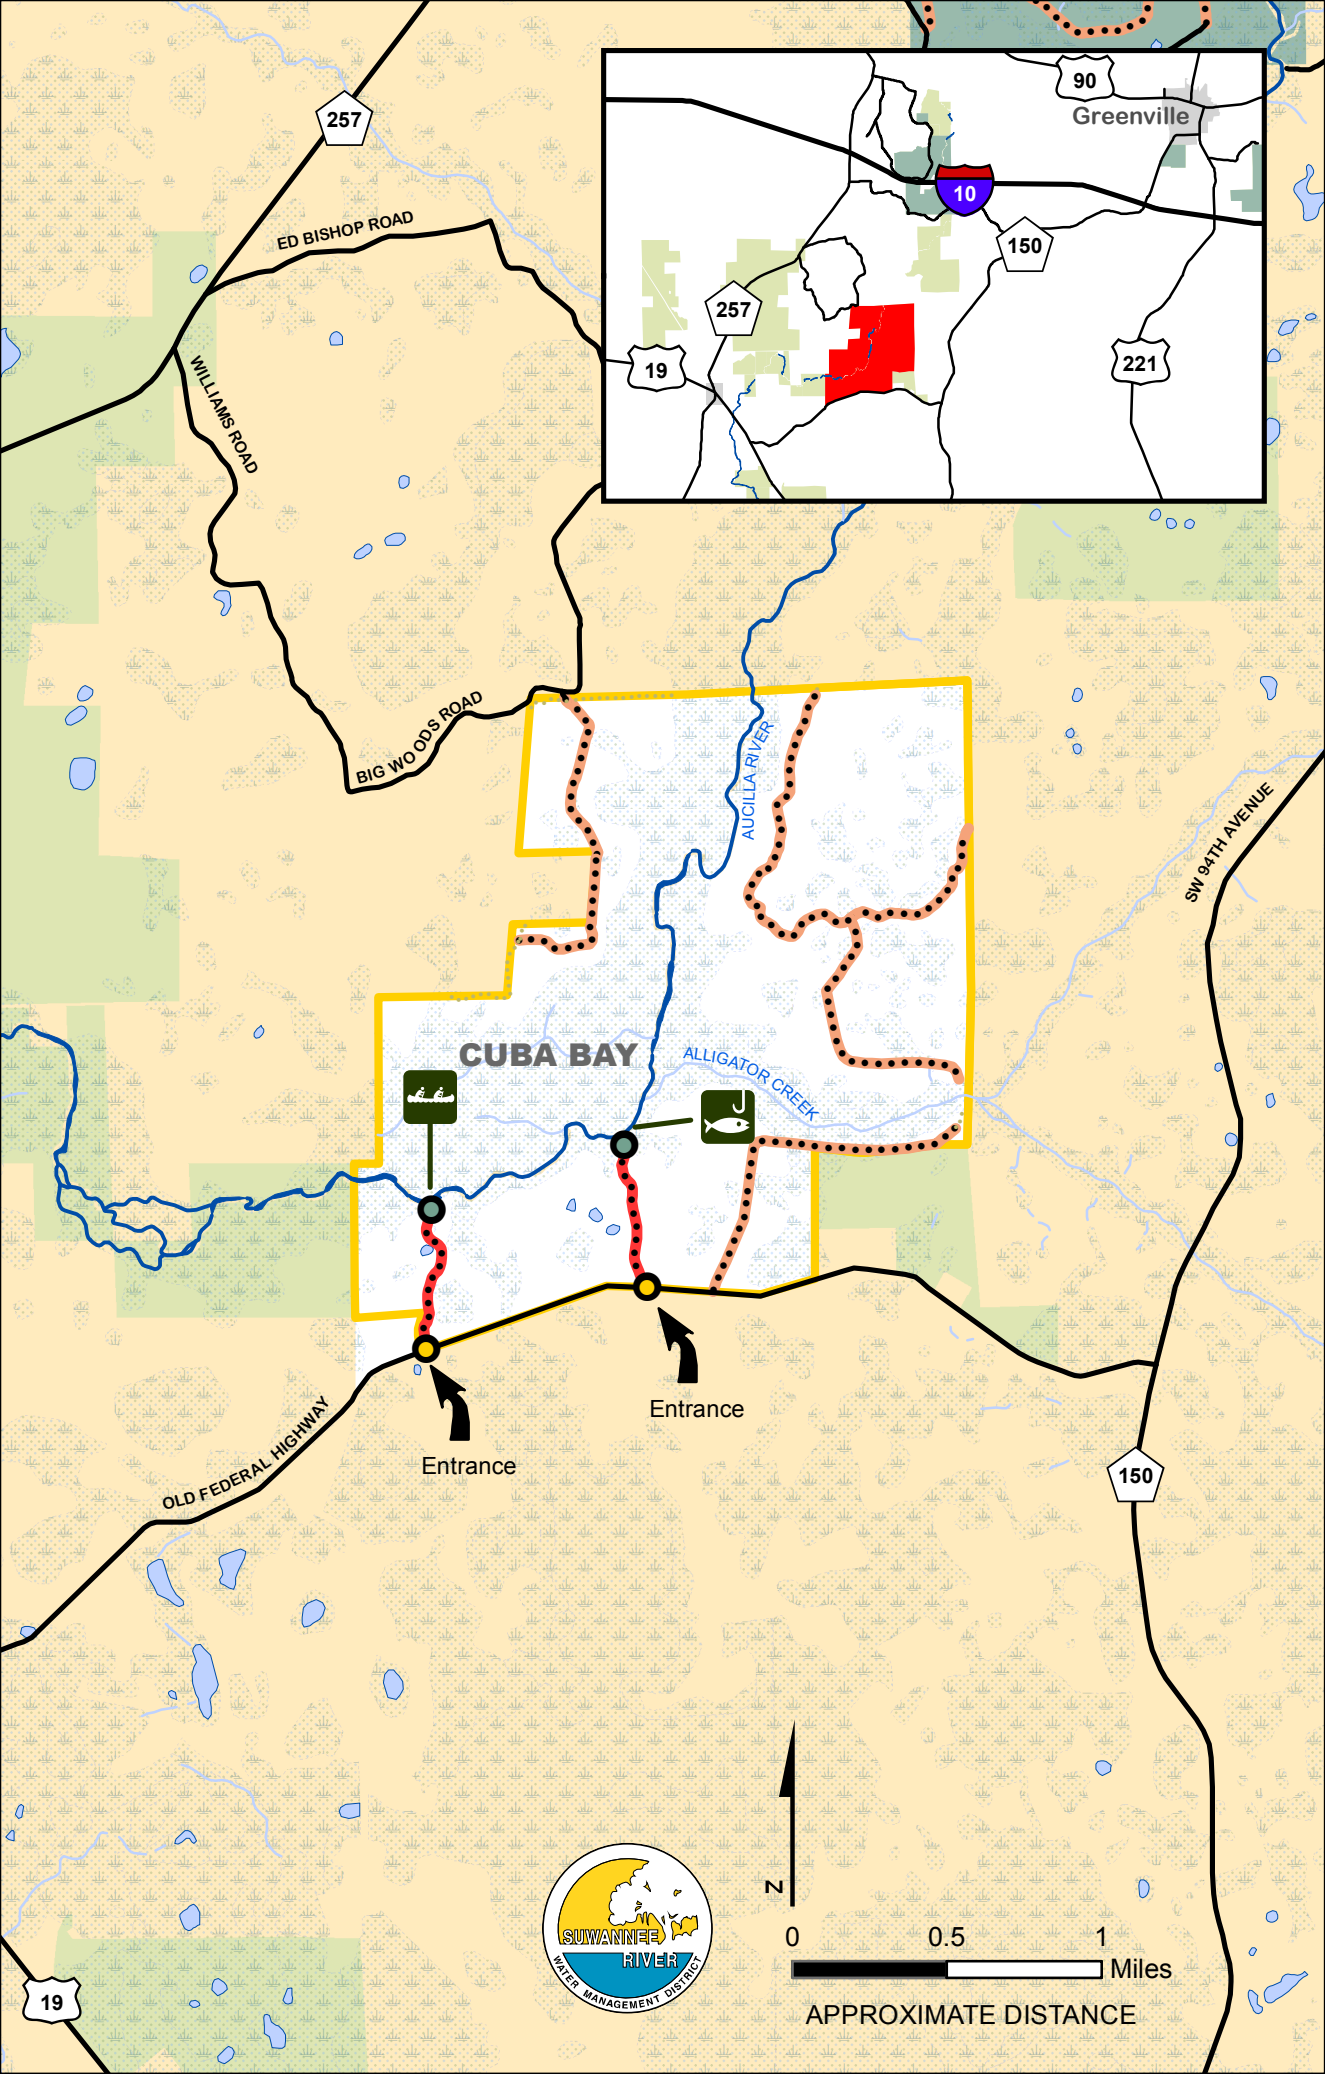 257
ED BISHOP ROAD
WILLIAMS ROAD
BIG WOODS ROAD
90
Greenville
10
150
257
19
221
AUCILLA RIVER
SW 94TH AVENUE
CUBA BAY
ALLIGATOR CREEK
Entrance
Entrance
OLD FEDERAL HIGHWAY
150
19
SUWANNEE
RIVER
WATER MANAGEMENT DISTRICT
N
0 0.5 1
Miles
APPROXIMATE DISTANCE